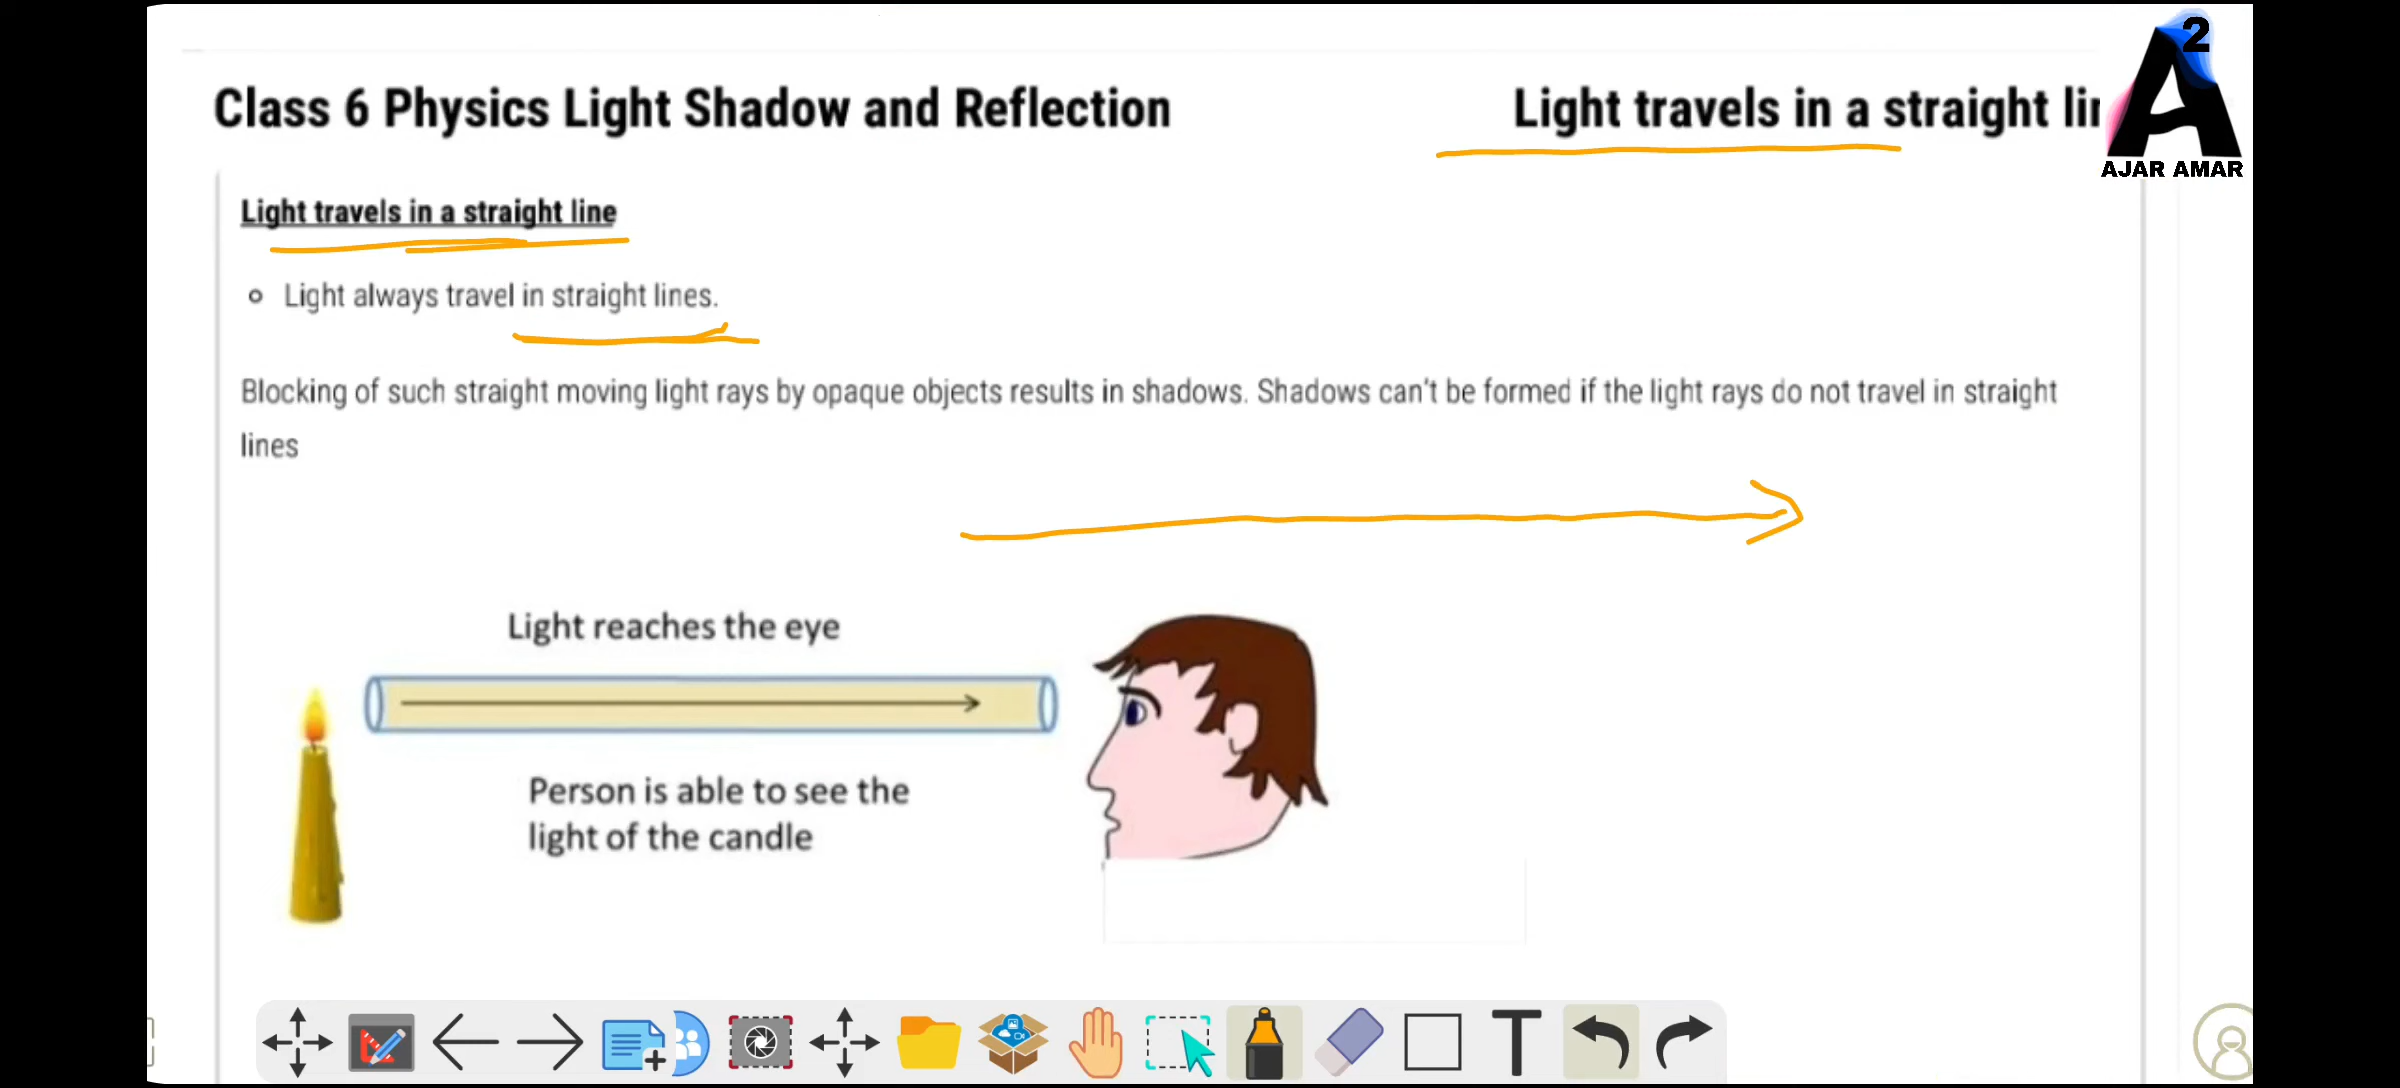 Class 6 Physics Light Shadow and Reflection
Light travels in a straight
2
AJAR AMAR
Light travels in a straight line
Light always travel in straight lines.
Blocking of such straight moving light rays by opaque objects results in shadows. Shadows can't be formed if the light rays do not travel in straight
lines
Light reaches the eye
Person is able to see the
light of the candle